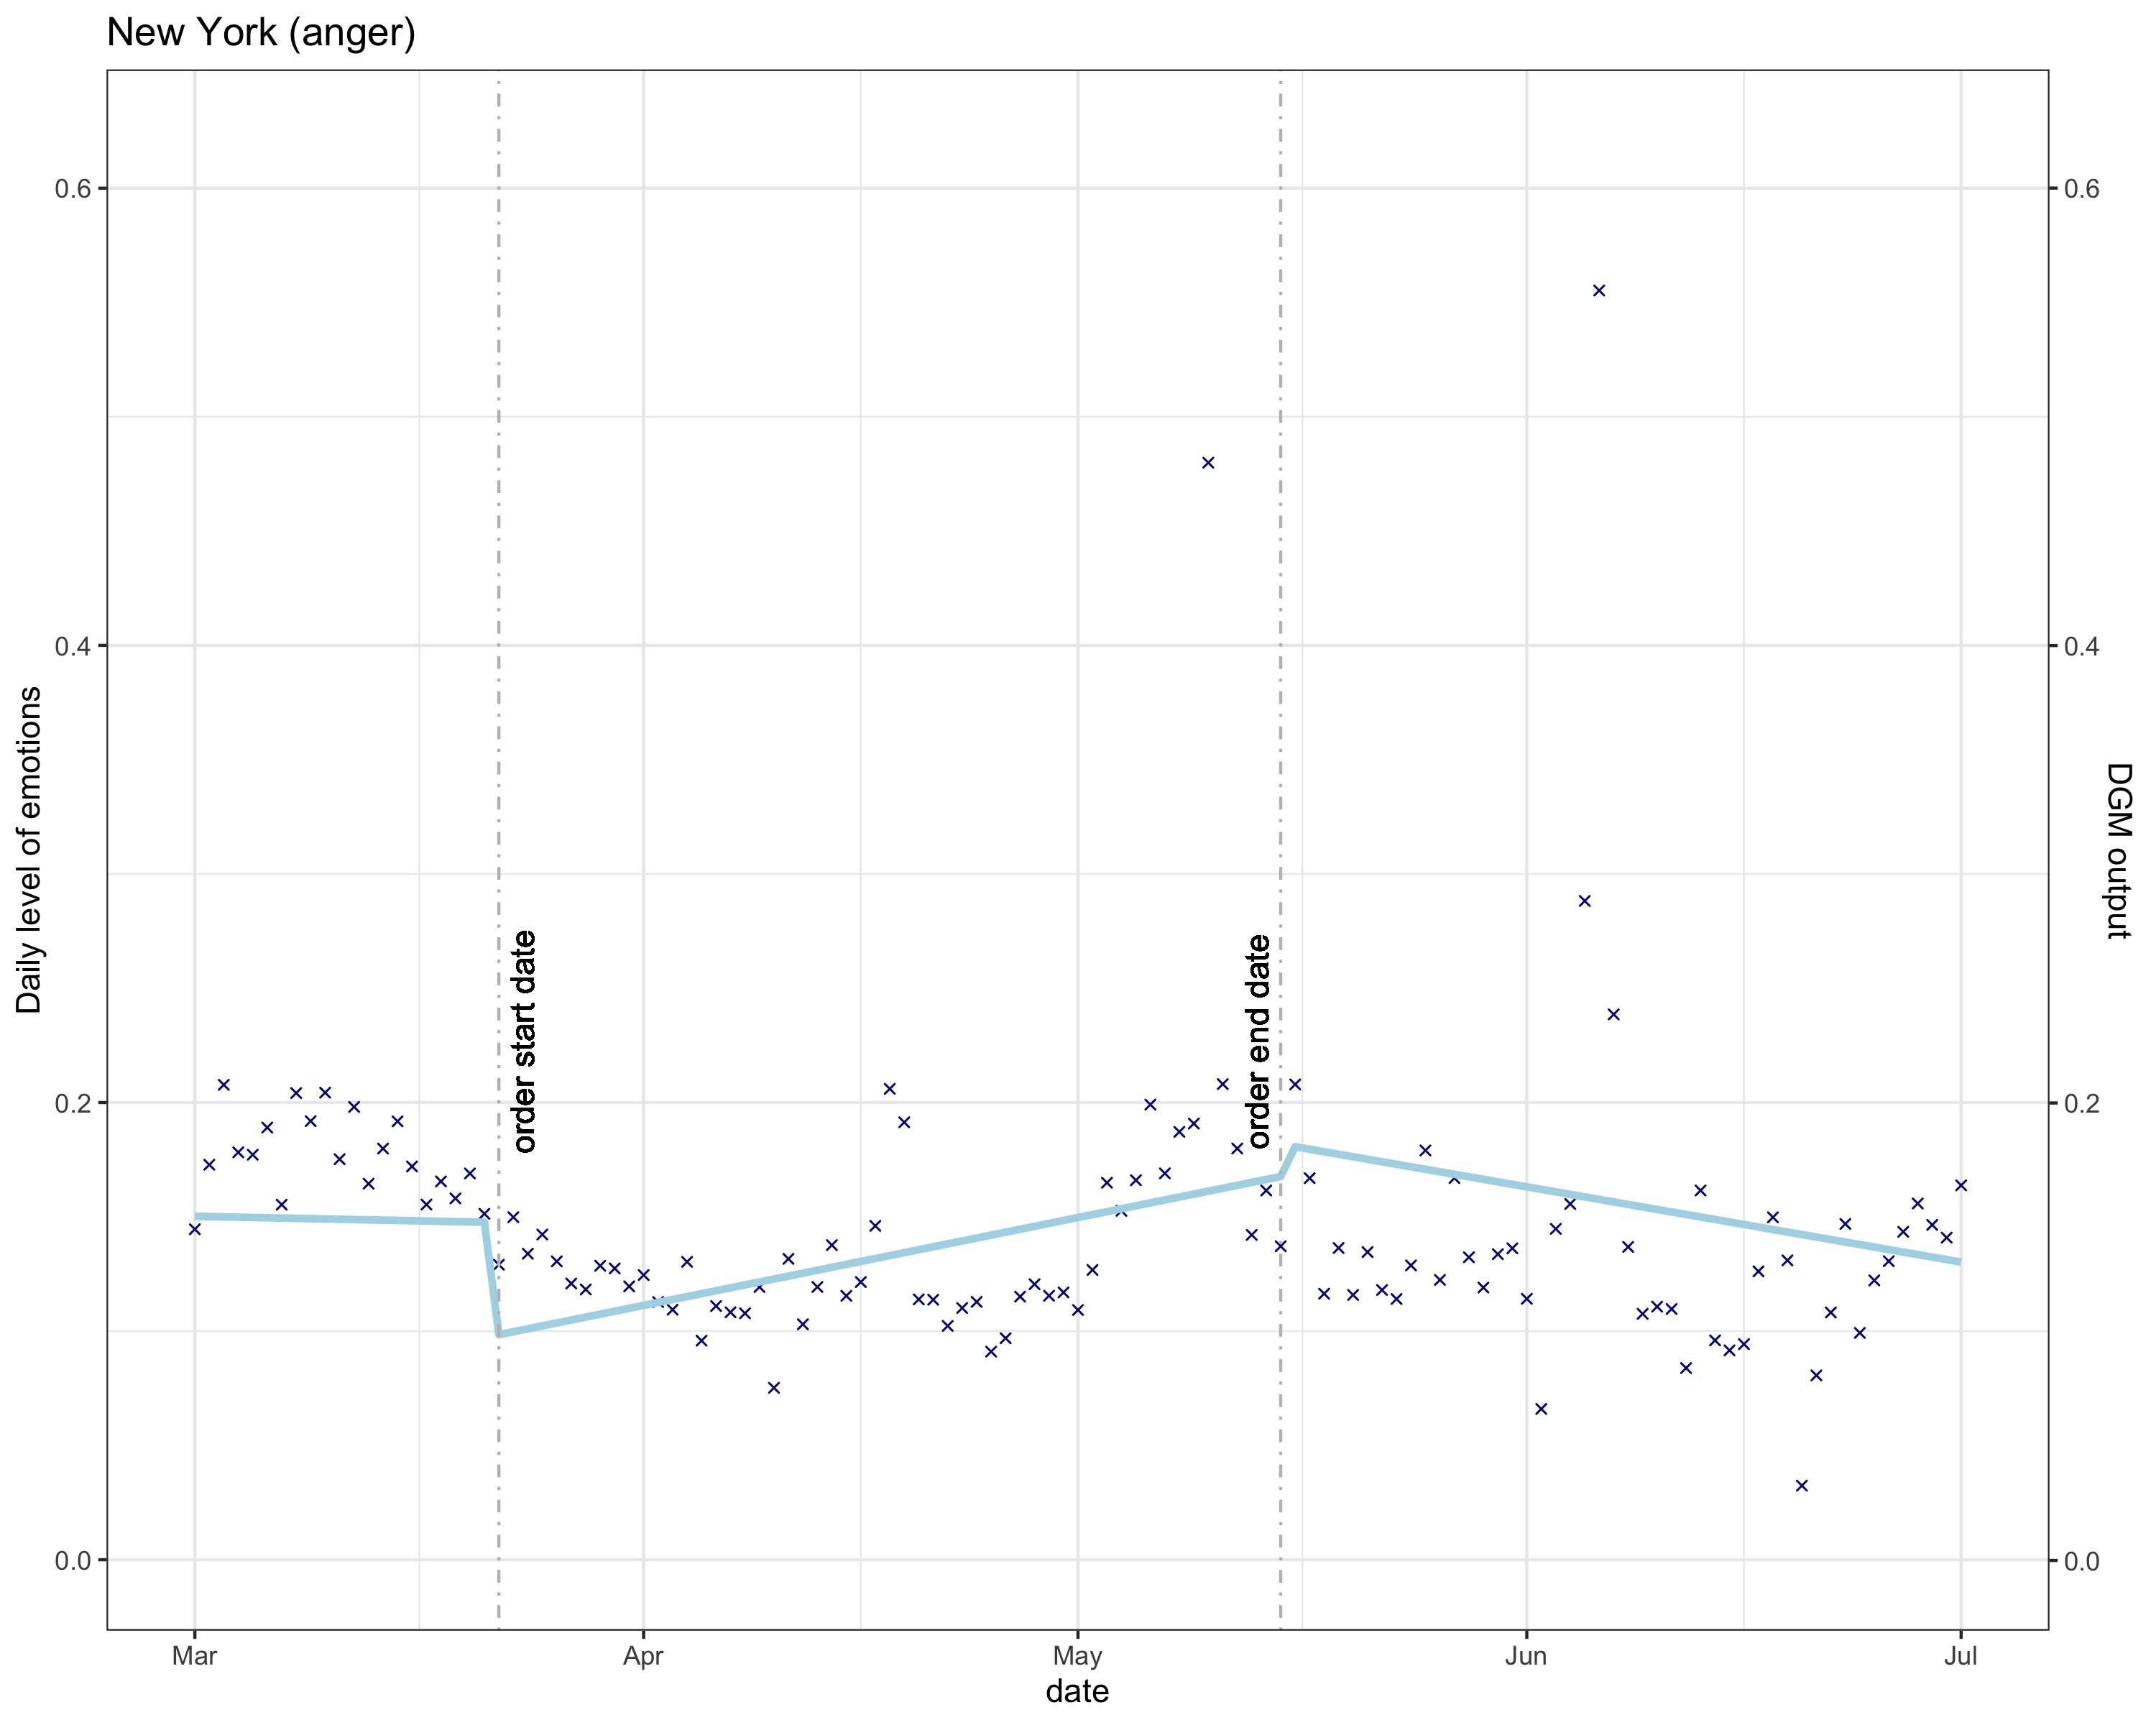 New York (anger)
0.6
0.4
0.2
0.0
Daily level of emotions
order start date
order end date
0.6
0.4
0.2
0.0
DGM output
Mar
Apr
May
Jun
Jul
date